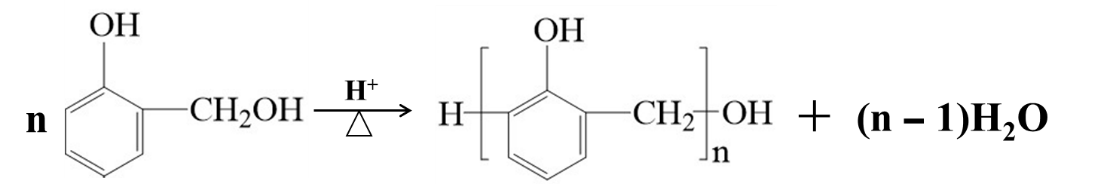 OH OH
n CH₂OH H⁺ △ H CH₂ OH n + (n – 1)H₂O